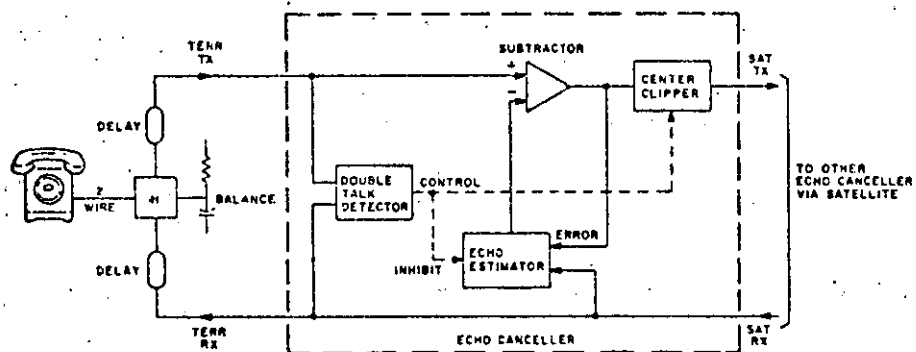 TERR
TX
SUBTRACTOR
+
−
CENTER
CLIPPER
SAT
TX
DELAY
2
WIRE
H
BALANCE
DOUBLE
TALK
DETECTOR
CONTROL
TO OTHER
ECHO CANCELLER
VIA SATELLITE
DELAY
INHIBIT
ECHO
ESTIMATOR
ERROR
TERR
RX
ECHO CANCELLER
SAT
RX